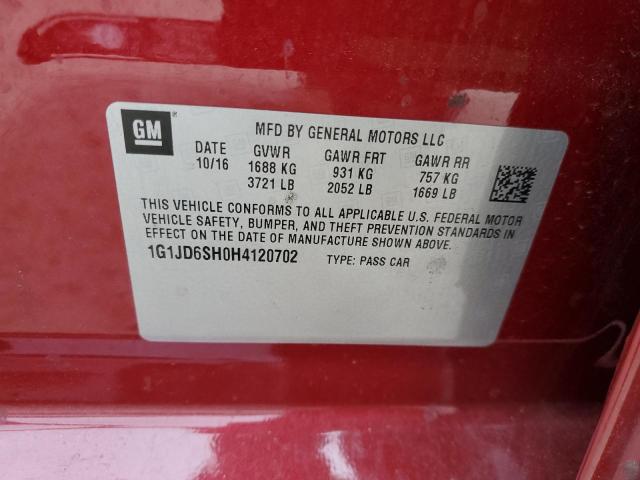 GM
MFD BY GENERAL MOTORS LLC
DATE GVWR GAWR FRT GAWR RR
10/16 1688 KG 931 KG 757 KG
3721 LB 2052 LB 1669 LB
THIS VEHICLE CONFORMS TO ALL APPLICABLE U.S. FEDERAL MOTOR
VEHICLE SAFETY, BUMPER, AND THEFT PREVENTION STANDARDS IN
EFFECT ON THE DATE OF MANUFACTURE SHOWN ABOVE.
1G1JD6SH0H4120702 TYPE: PASS CAR